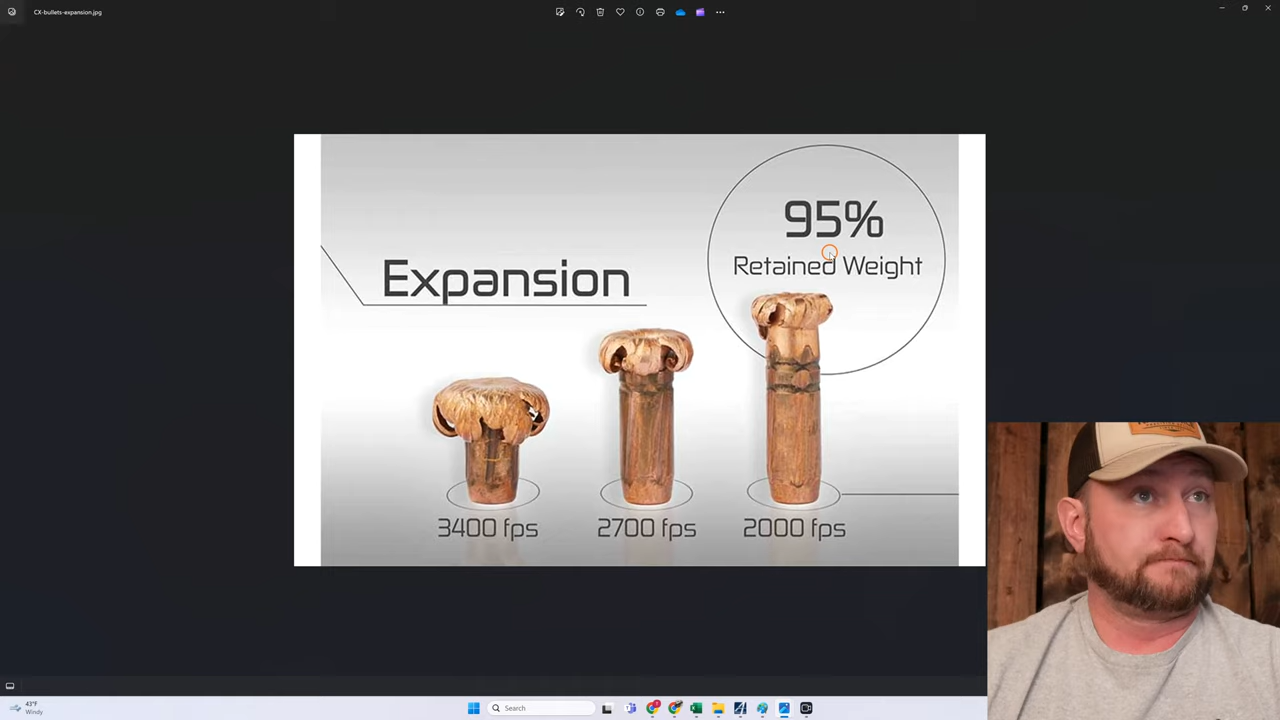 CX-bullets-expansion.jpg
95%
Retained Weight
Expansion
3400 fps
2700 fps
2000 fps
43°F
Windy
Search